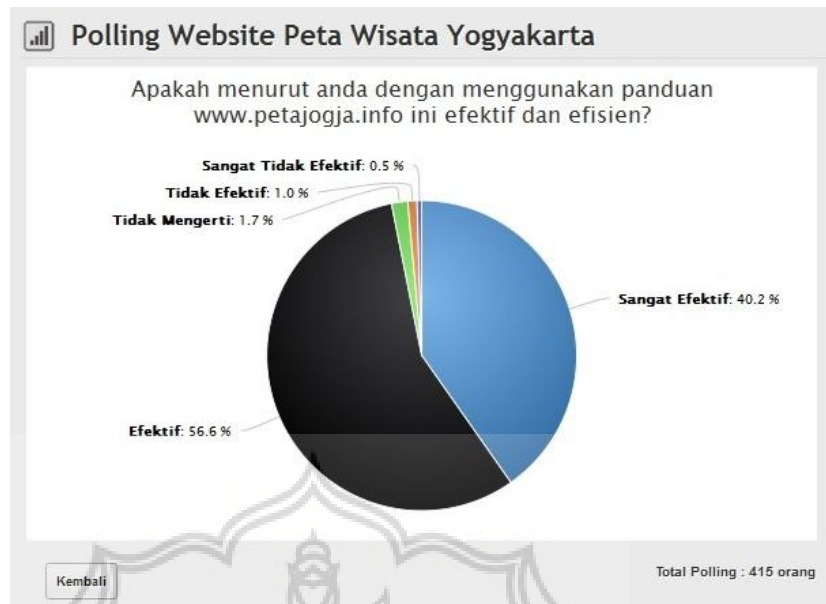 Polling Website Peta Wisata Yogyakarta
Apakah menurut anda dengan menggunakan panduan
www.petajogja.info ini efektif dan efisien?
Sangat Tidak Efektif: 0.5 %
Tidak Efektif: 1.0 %
Tidak Mengerti: 1.7 %
Sangat Efektif: 40.2 %
Efektif: 56.6 %
Kembali
Total Polling : 415 orang